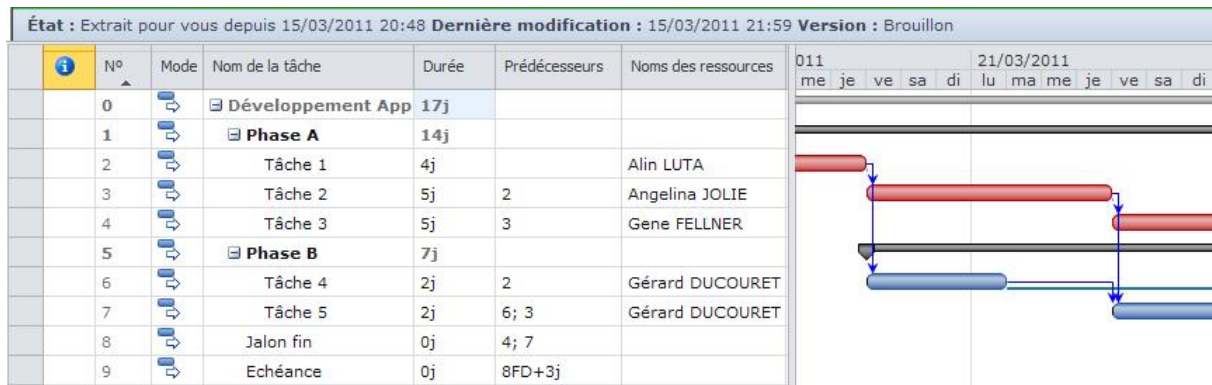 État : Extrait pour vous depuis 15/03/2011 20:48 Dernière modification : 15/03/2011 21:59 Version : Brouillon
Nº Mode Nom de la tâche Durée Prédécesseurs Noms des ressources 011 21/03/2011
me je ve sa di lu ma me je ve sa di
0 Développement App 17j
1 Phase A 14j
2 Tâche 1 4j Alin LUTA
3 Tâche 2 5j 2 Angelina JOLIE
4 Tâche 3 5j 3 Gene FELLNER
5 Phase B 7j
6 Tâche 4 2j 2 Gérard DUCOURET
7 Tâche 5 2j 6; 3 Gérard DUCOURET
8 Jalon fin 0j 4; 7
9 Echéance 0j 8FD+3j